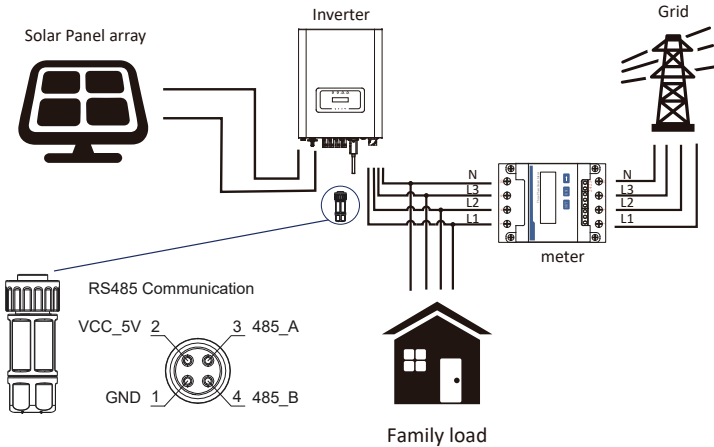 Inverter
Grid
Solar Panel array
N N
L3 L3
L2 L2
L1 L1
meter
RS485 Communication
VCC_5V 2 3 485_A
GND 1 4 485_B
Family load